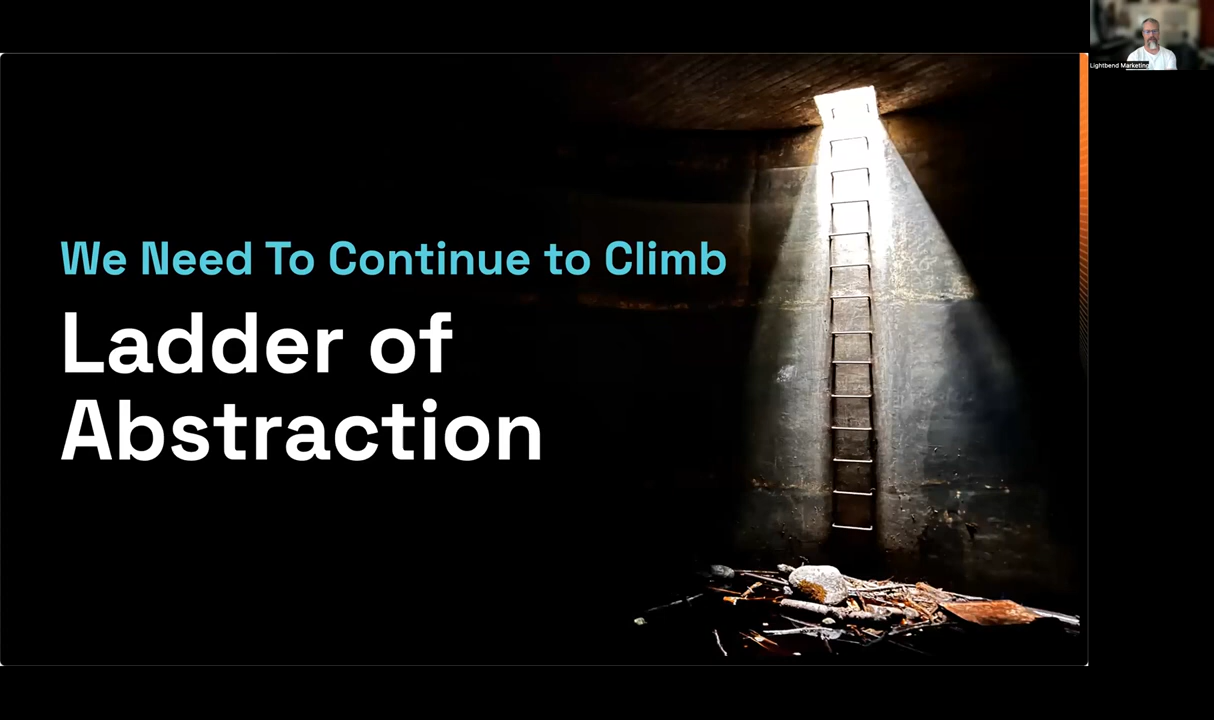 We Need To Continue to Climb
Ladder of
Abstraction
Lightbend Marketing